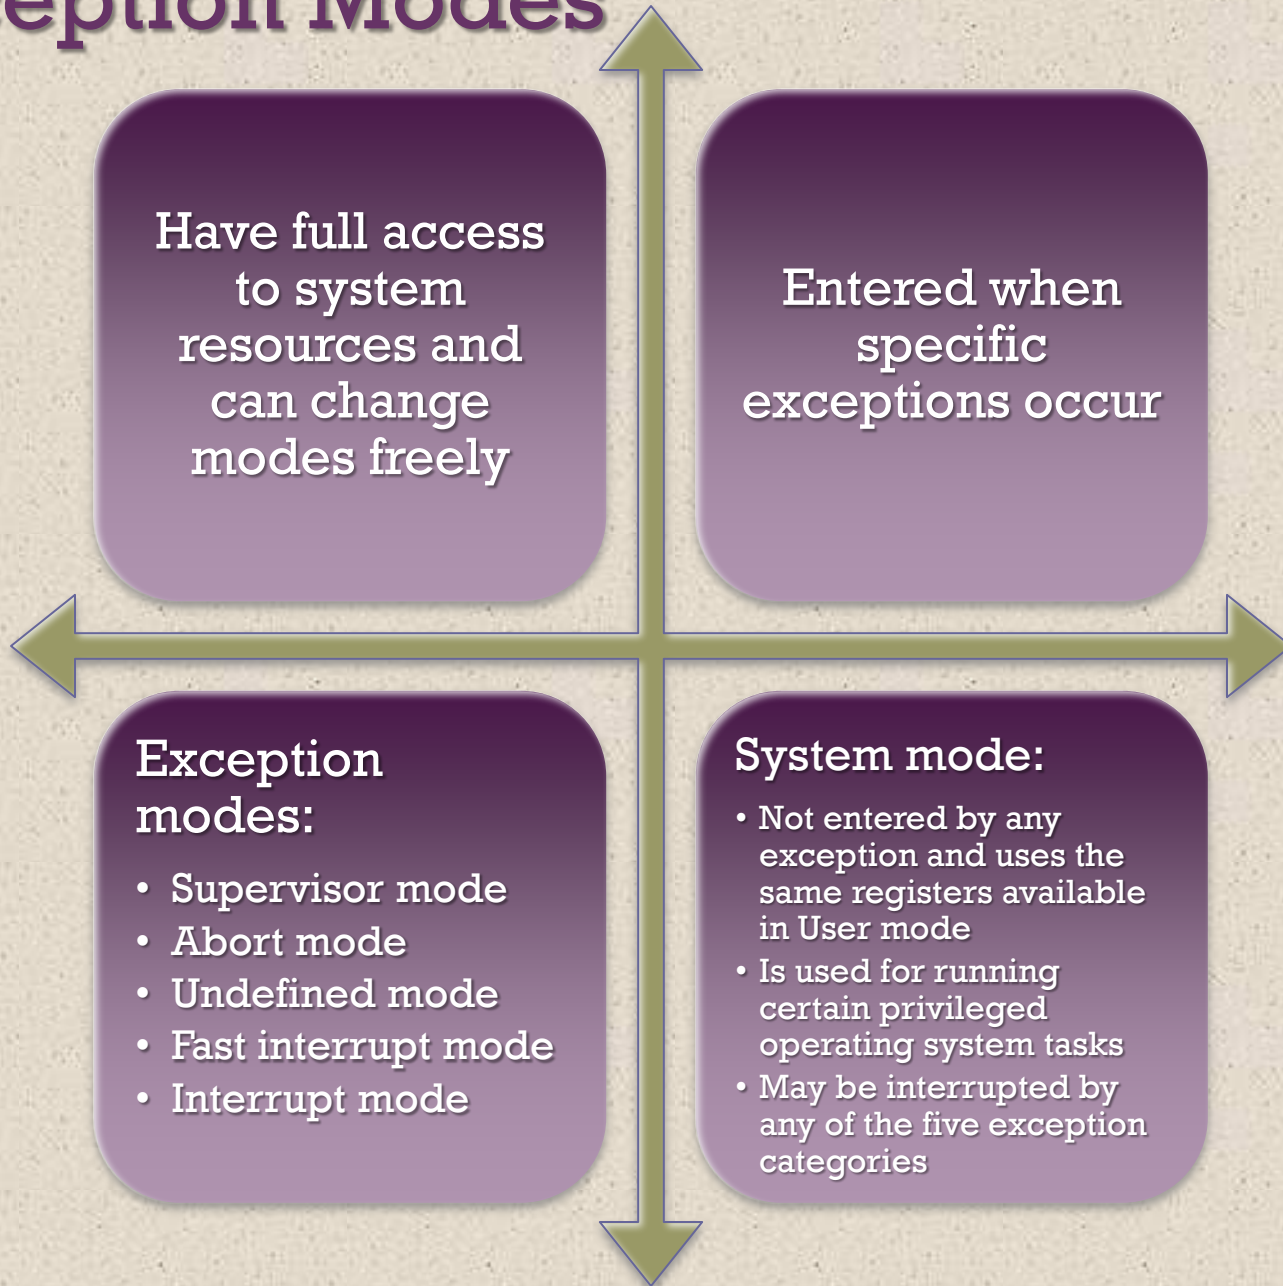 Modes
Have full access
to system
resources and
can change
modes freely
Entered when
specific
exceptions occur
Exception
modes:
• Supervisor mode
• Abort mode
• Undefined mode
• Fast interrupt mode
• Interrupt mode
System mode:
• Not entered by any
exception and uses the
same registers available
in User mode
• Is used for running
certain privileged
operating system tasks
• May be interrupted by
any of the five exception
categories